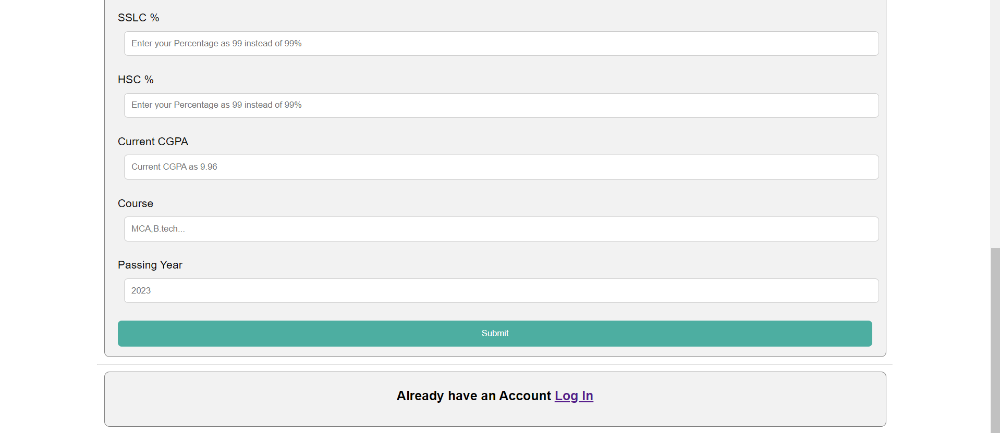 SSLC %
Enter your Percentage as 99 instead of 99%
HSC %
Enter your Percentage as 99 instead of 99%
Current CGPA
Current CGPA as 9.96
Course
MCA,B.tech...
Passing Year
2023
Submit
Already have an Account Log In